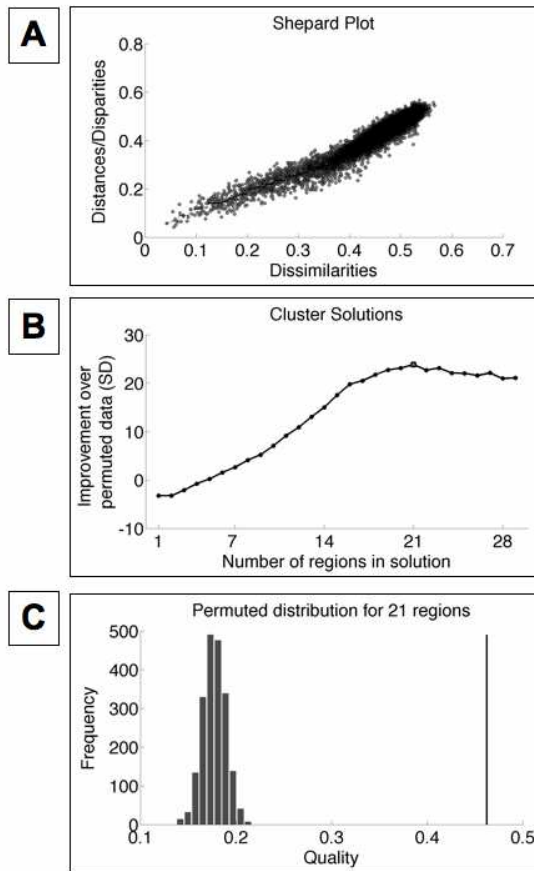 A
Shepard Plot
Distances/Disparities
0.8
0.6
0.4
0.2
0
0 0.1 0.2 0.3 0.4 0.5 0.6 0.7
Dissimilarities
B
Cluster Solutions
Improvement over
permuted data (SD)
30
20
10
0
-10
1 7 14 21 28
Number of regions in solution
C
Permuted distribution for 21 regions
Frequency
500
400
300
200
100
0
0.1 0.2 0.3 0.4 0.5
Quality